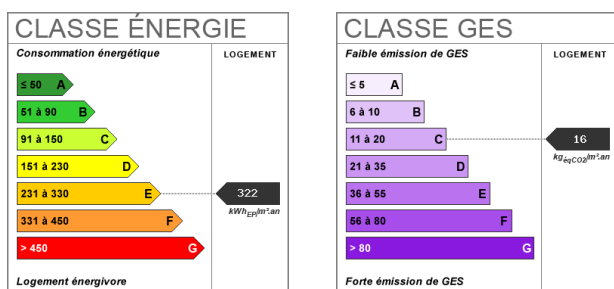 CLASSE ÉNERGIE
Consommation énergétique
LOGEMENT
≤ 50 A
51 à 90 B
91 à 150 C
151 à 230 D
231 à 330 E
322
kWhEP/m².an
331 à 450 F
> 450 G
Logement énergivore
CLASSE GES
Faible émission de GES
LOGEMENT
≤ 5 A
6 à 10 B
11 à 20 C
16
kgéqCO2/m².an
21 à 35 D
36 à 55 E
56 à 80 F
> 80 G
Forte émission de GES